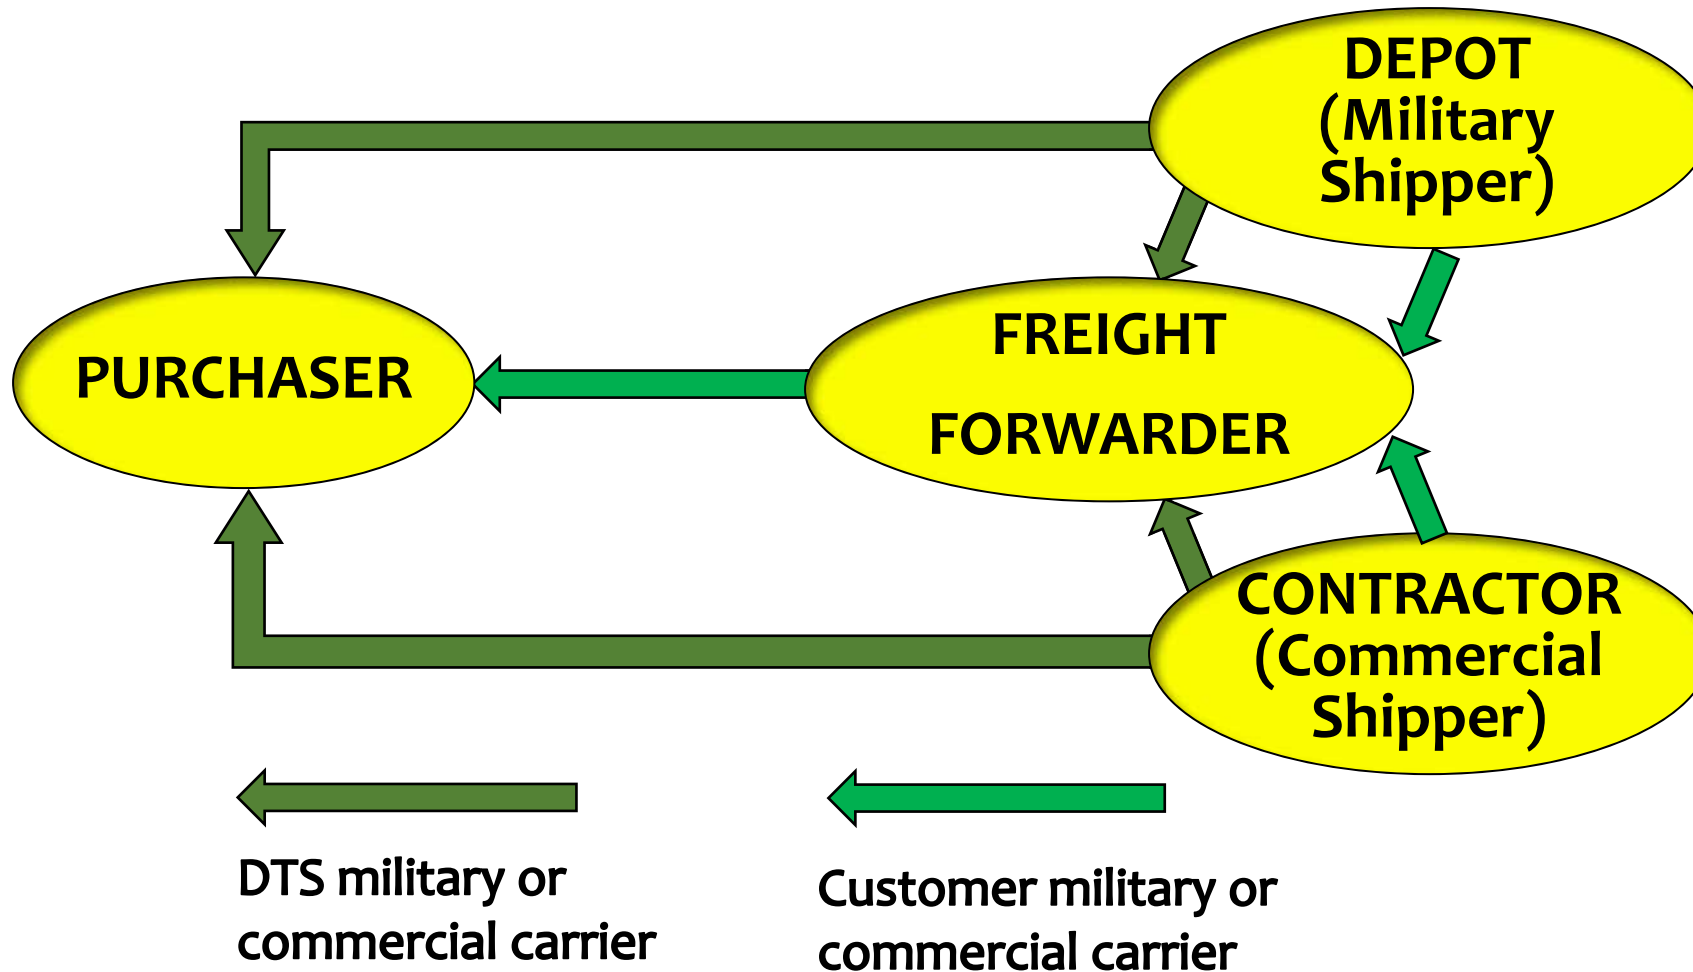 DEPOT
(Military
Shipper)
PURCHASER
FREIGHT
FORWARDER
CONTRACTOR
(Commercial
Shipper)
DTS military or
commercial carrier
Customer military or
commercial carrier